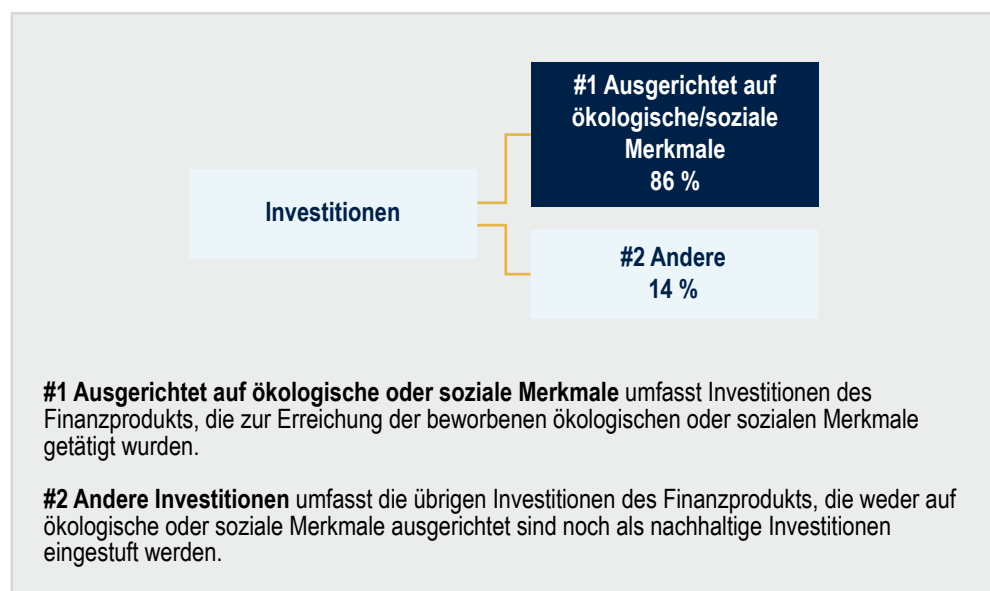 #1 Ausgerichtet auf
ökologische/soziale
Merkmale
86 %
Investitionen
#2 Andere
14 %
#1 Ausgerichtet auf ökologische oder soziale Merkmale umfasst Investitionen des
Finanzprodukts, die zur Erreichung der beworbenen ökologischen oder sozialen Merkmale
getätigt wurden.
#2 Andere Investitionen umfasst die übrigen Investitionen des Finanzprodukts, die weder auf
ökologische oder soziale Merkmale ausgerichtet sind noch als nachhaltige Investitionen
eingestuft werden.